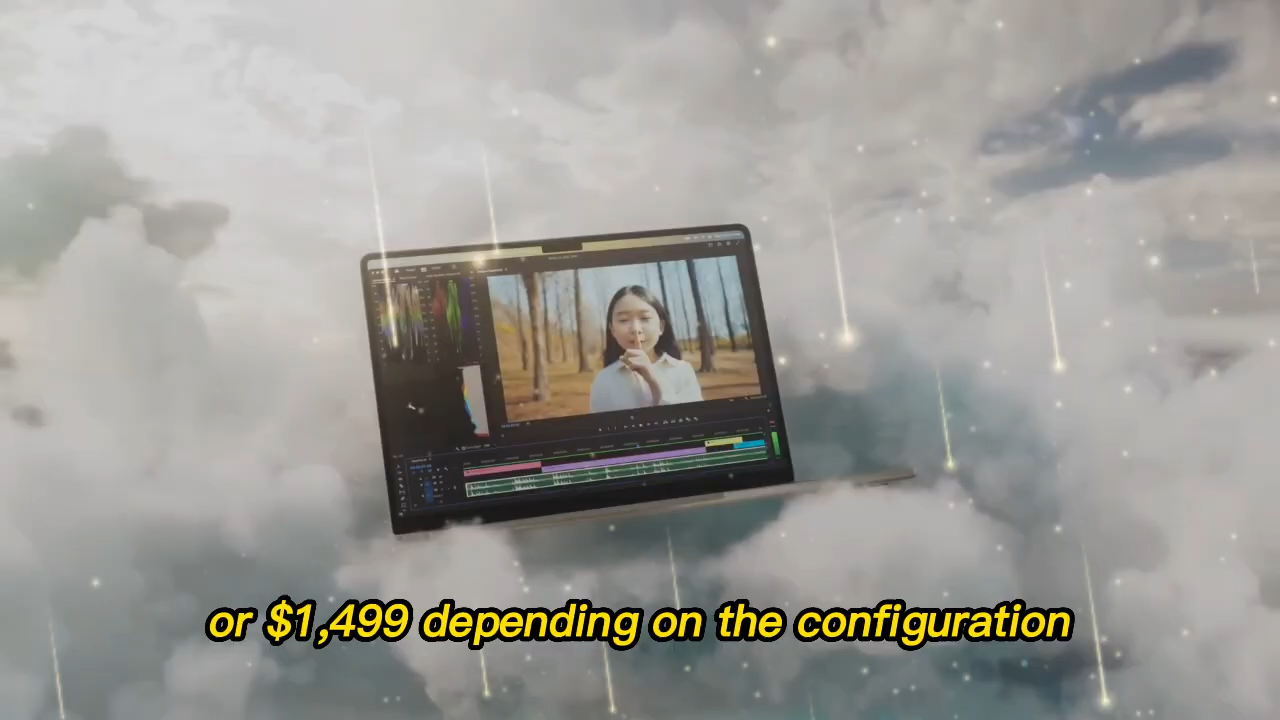 or $1,499 depending on the configuration